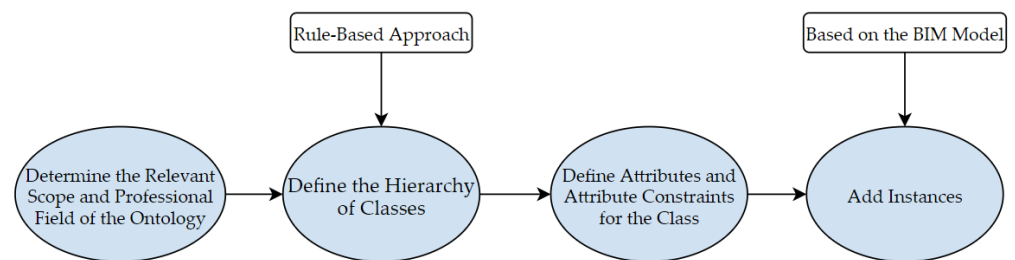 Rule-Based Approach
Based on the BIM Model
Determine the Relevant
Scope and Professional
Field of the Ontology
Define the Hierarchy
of Classes
Define Attributes and
Attribute Constraints
for the Class
Add Instances